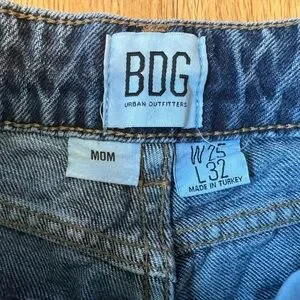 BDG
URBAN OUTFITTERS
MOM
W25
L32
MADE IN TURKEY